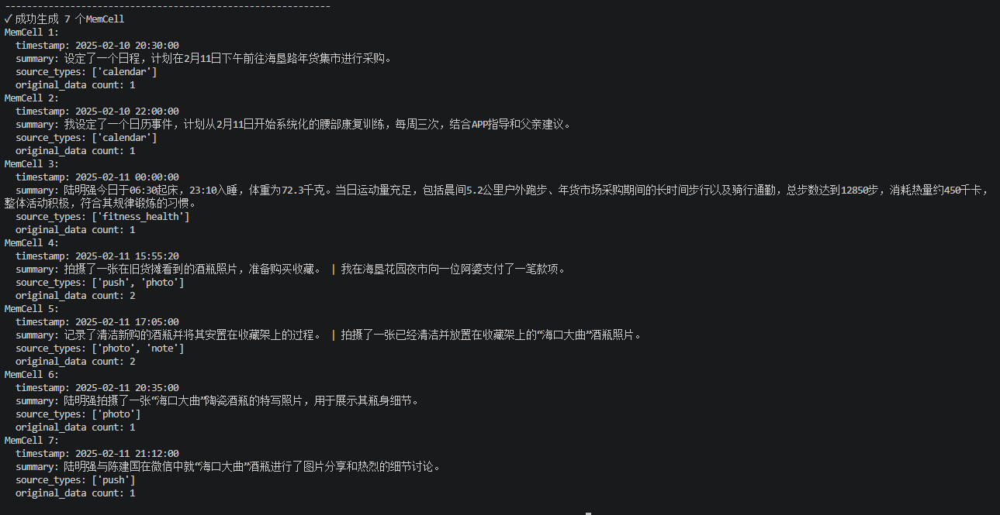 ------------------------------------------------------------
✓ 成功生成 7 个MemCell
MemCell 1:
  timestamp: 2025-02-10 20:30:00
  summary: 设定了一个日程，计划在2月11日下午前往海垦路年货集市进行采购。
  source_types: ['calendar']
  original_data count: 1
MemCell 2:
  timestamp: 2025-02-10 22:00:00
  summary: 我设定了一个日历事件，计划从2月11日开始系统化的腰部康复训练，每周三次，结合APP指导和父亲建议。
  source_types: ['calendar']
  original_data count: 1
MemCell 3:
  timestamp: 2025-02-11 00:00:00
  summary: 陆明强今日于06:30起床，23:10入睡，体重为72.3千克。当日运动量充足，包括晨间5.2公里户外跑步、年货市场采购期间的长时间步行以及骑行通勤，总步数达到12850步，消耗热量约450千卡，
整体活动积极，符合其规律锻炼的习惯。
  source_types: ['fitness_health']
  original_data count: 1
MemCell 4:
  timestamp: 2025-02-11 15:55:20
  summary: 拍摄了一张在旧货摊看到的酒瓶照片，准备购买收藏。 | 我在海垦花园夜市向一位阿婆支付了一笔款项。
  source_types: ['push', 'photo']
  original_data count: 2
MemCell 5:
  timestamp: 2025-02-11 17:05:00
  summary: 记录了清洁新购的酒瓶并将其安置在收藏架上的过程。 | 拍摄了一张已经清洁并放置在收藏架上的“海口大曲”酒瓶照片。
  source_types: ['photo', 'note']
  original_data count: 2
MemCell 6:
  timestamp: 2025-02-11 20:35:00
  summary: 陆明强拍摄了一张“海口大曲”陶瓷酒瓶的特写照片，用于展示其瓶身细节。
  source_types: ['photo']
  original_data count: 1
MemCell 7:
  timestamp: 2025-02-11 21:12:00
  summary: 陆明强与陈建国在微信中就“海口大曲”酒瓶进行了图片分享和热烈的细节讨论。
  source_types: ['push']
  original_data count: 1